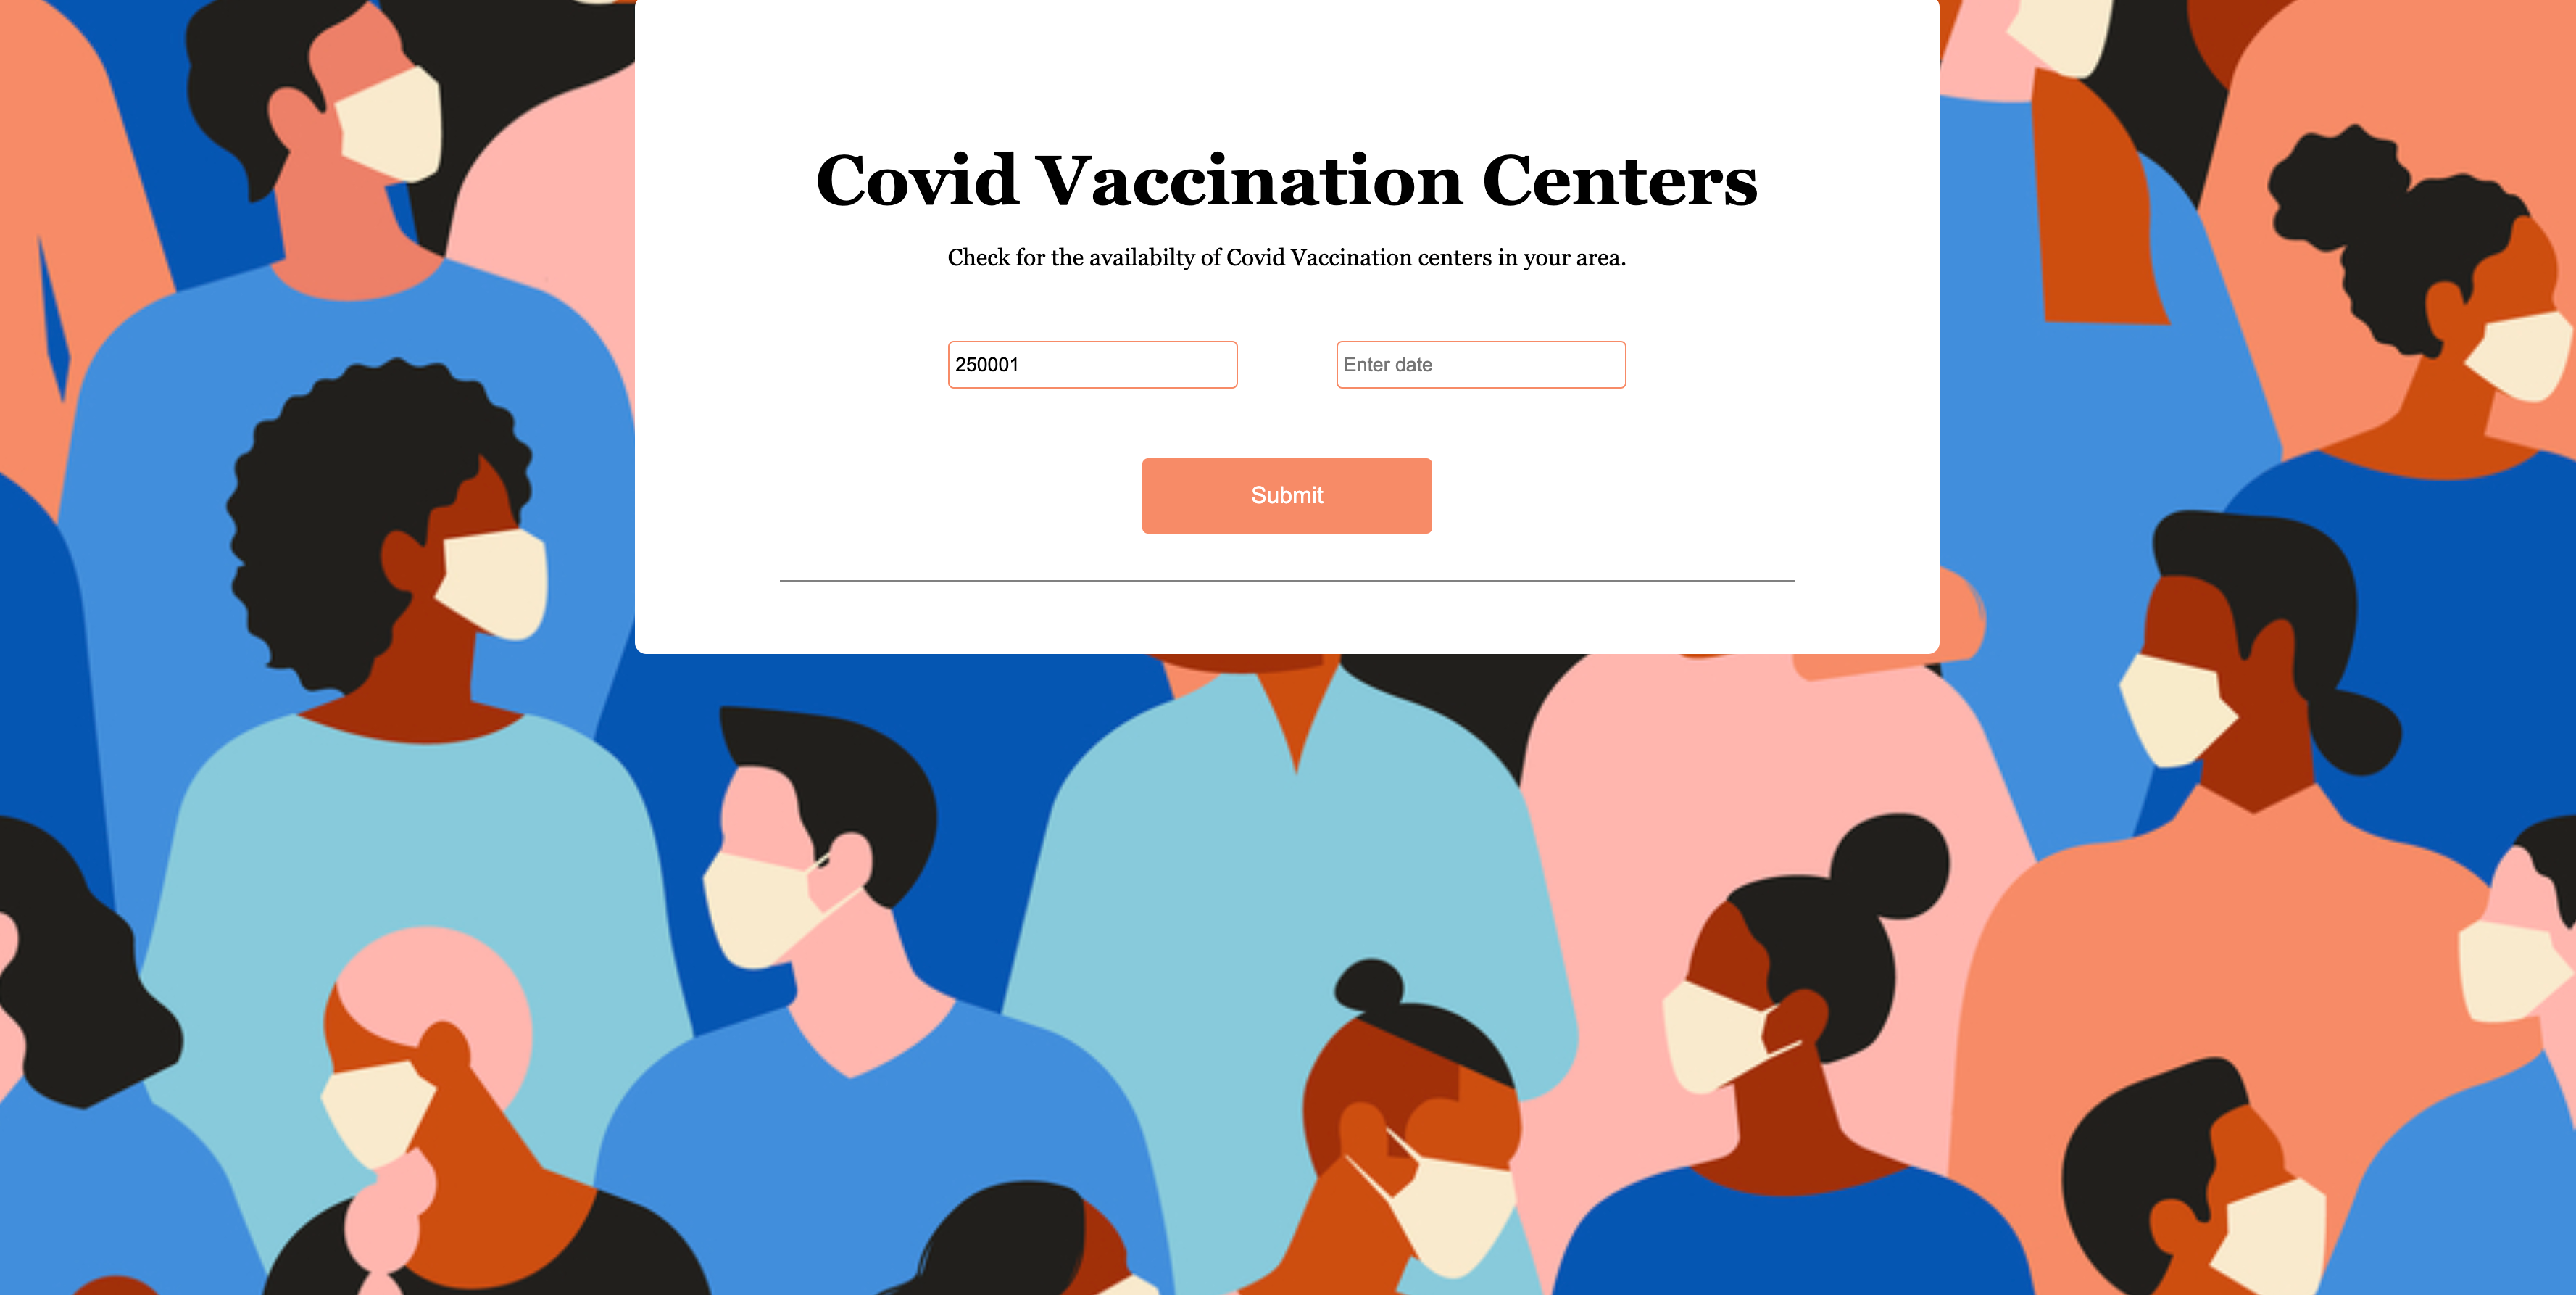 Covid Vaccination Centers
Check for the availabilty of Covid Vaccination centers in your area.
250001 Enter date
Submit